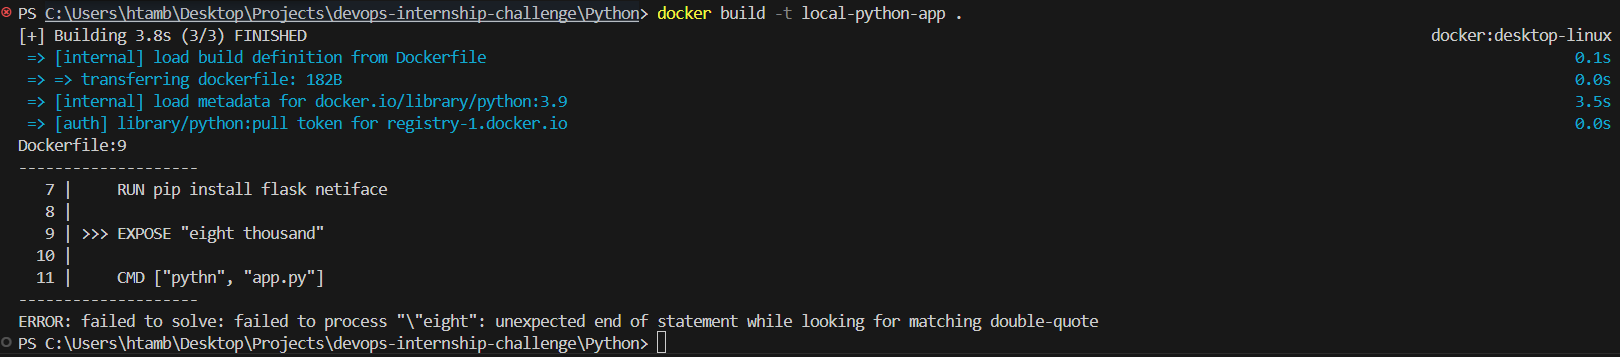 PS C:\Users\htamb\Desktop\Projects\devops-internship-challenge\Python> docker build -t local-python-app .
[+] Building 3.8s (3/3) FINISHED docker:desktop-linux
=> [internal] load build definition from Dockerfile 0.1s
=> => transferring dockerfile: 182B 0.0s
=> [internal] load metadata for docker.io/library/python:3.9 3.5s
=> [auth] library/python:pull token for registry-1.docker.io 0.0s
Dockerfile:9
--------------------
7 | RUN pip install flask netiface
8 |
9 | >>> EXPOSE "eight thousand"
10 |
11 | CMD ["pythn", "app.py"]
--------------------
ERROR: failed to solve: failed to process "\"eight": unexpected end of statement while looking for matching double-quote
PS C:\Users\htamb\Desktop\Projects\devops-internship-challenge\Python>